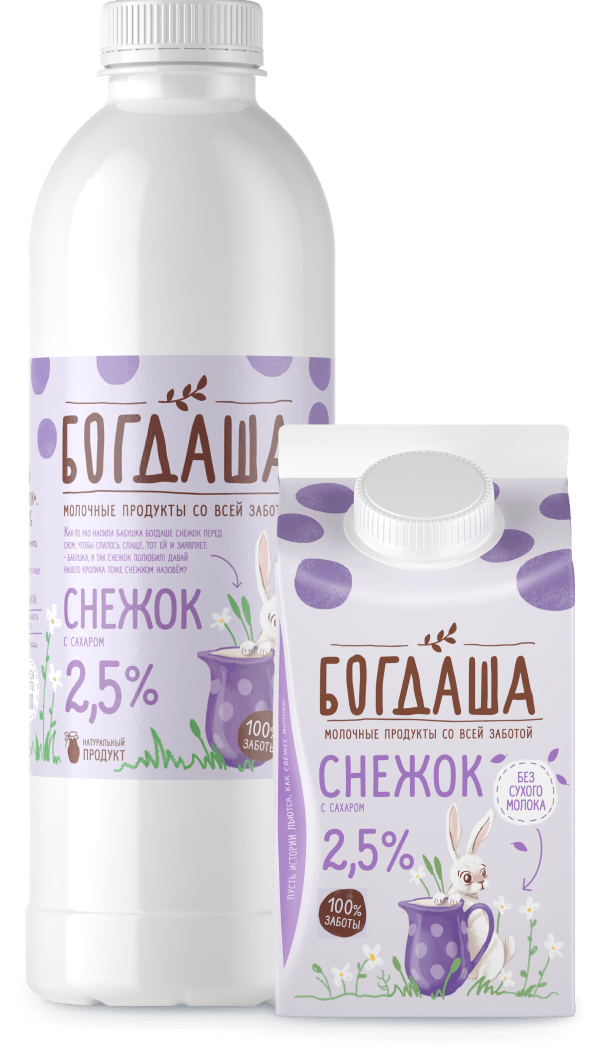 БОГДАША
МОЛОЧНЫЕ ПРОДУКТЫ СО ВСЕЙ
КАК-ТО РАЗ НАПИЛА БАБУШКА БОГДАШЕ СНЕЖОК ПЕРЕД
СНОМ, ЧТОБЫ СПАЛОСЬ СЛАЩЕ. ТОТ ЕЙ И ЗАЯВЛЯЕТ:
- БАБУШКА, Я ТАК СНЕЖОК ПОЛЮБИЛ! ДАВАЙ
НАШЕГО КРОЛИКА ТОЖЕ СНЕЖКОМ НАЗОВЁМ?
СНЕЖОК
С САХАРОМ
2,5%
НАТУРАЛЬНЫЙ
ПРОДУКТ
100%
ЗАБОТЫ
БОГДАША
МОЛОЧНЫЕ ПРОДУКТЫ СО ВСЕЙ ЗАБОТОЙ
СНЕЖОК
С САХАРОМ
БЕЗ
СУХОГО
МОЛОКА
2,5%
100%
ЗАБОТЫ
ПУСТЬ ИСТОРИИ ЛЬЮТСЯ, КАК СВЕЖЕЕ МОЛОКО!